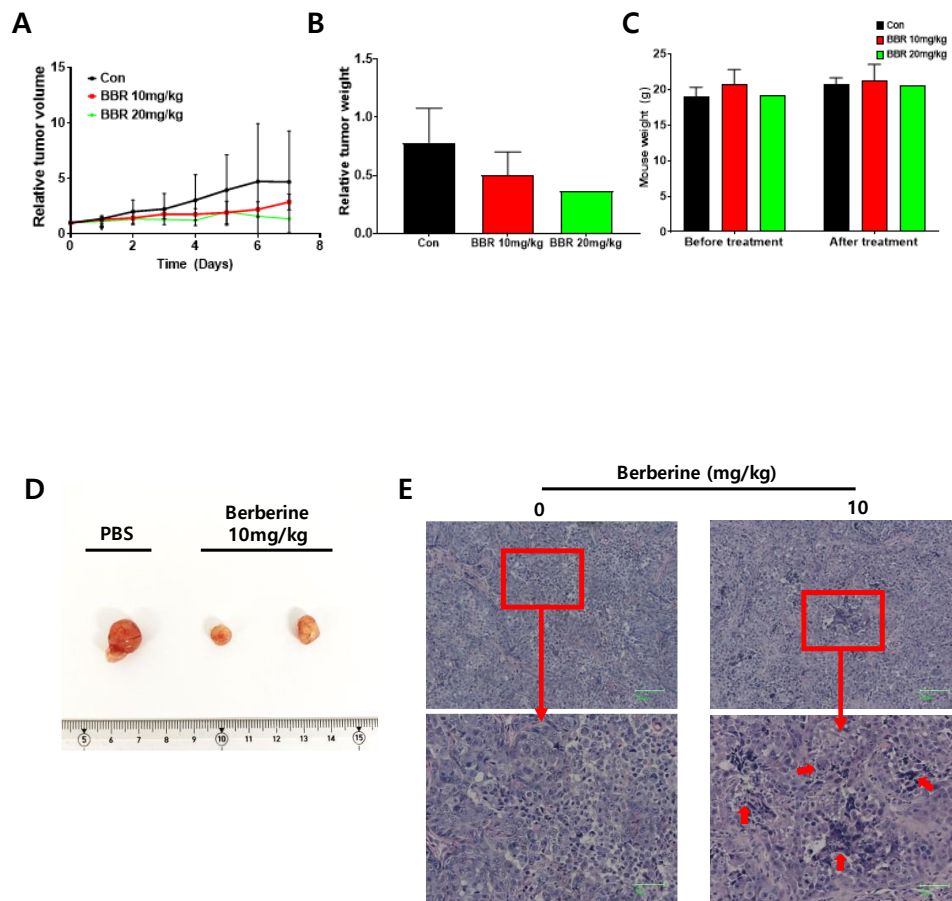 A
Relative tumor volume
15
10
5
0
Con
BBR 10mg/kg
BBR 20mg/kg
0
2
4
6
8
Time (Days)
B
Relative tumor weight
1.5
1.0
0.5
0.0
Con
BBR 10mg/kg
BBR 20mg/kg
C
Con
BBR 10mg/kg
BBR 20mg/kg
Mouse weight (g)
25
20
15
10
5
0
Before treatment
After treatment
D
PBS
Berberine
10mg/kg
5 6 7 8 9 10 11 12 13 14 15
E
Berberine (mg/kg)
0
10